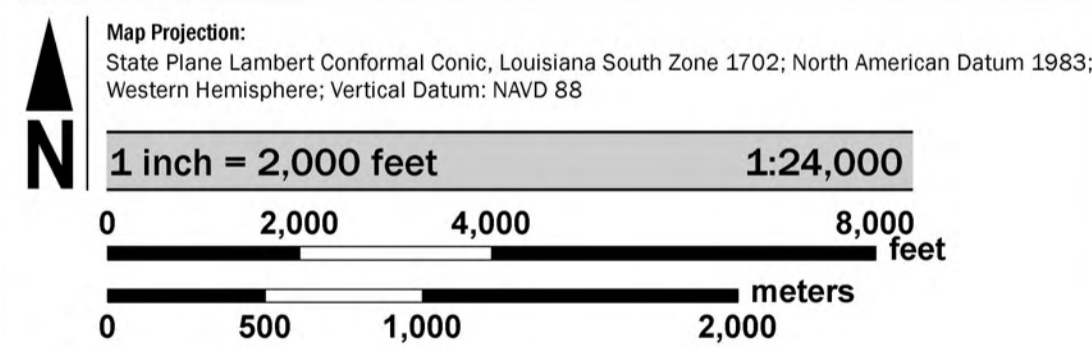 Map Projection:
State Plane Lambert Conformal Conic, Louisiana South Zone 1702; North American Datum 1983;
Western Hemisphere; Vertical Datum: NAVD 88
N
1 inch = 2,000 feet 1:24,000
0 2,000 4,000 8,000
feet
meters
0 500 1,000 2,000